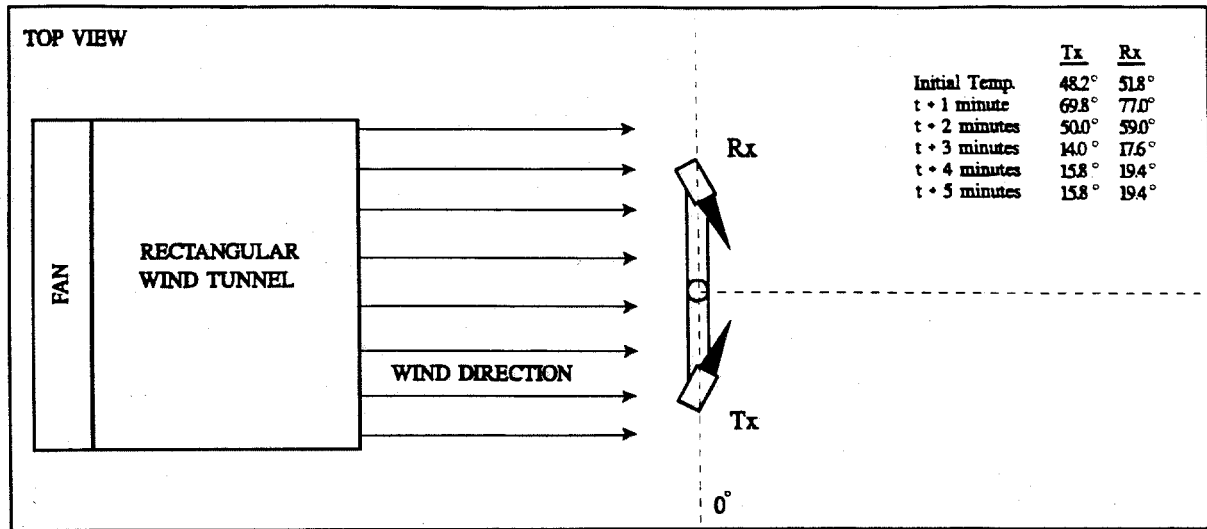 TOP VIEW
Tx Rx
Initial Temp. 48.2° 51.8°
t + 1 minute 69.8° 77.0°
t + 2 minutes 50.0° 59.0°
t + 3 minutes 14.0° 17.6°
t + 4 minutes 15.8° 19.4°
t + 5 minutes 15.8° 19.4°
Rx
FAN
RECTANGULAR
WIND TUNNEL
WIND DIRECTION
Tx
0°